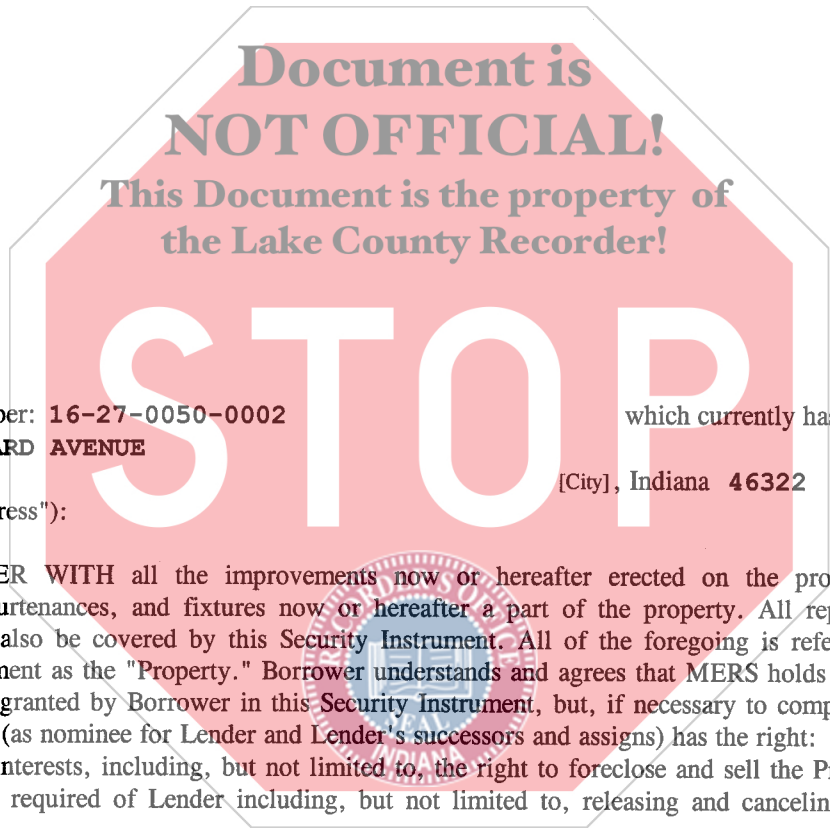 Document is
NOT OFFICIAL!
This Document is the property of
the Lake County Recorder!
STOP
ber: 16-27-0050-0002 which currently has
ARD AVENUE
[City], Indiana 46322
ress"):
ER WITH all the improvements now or hereafter erected on the pro
urtenances, and fixtures now or hereafter a part of the property. All rep
also be covered by this Security Instrument. All of the foregoing is refe
ment as the "Property." Borrower understands and agrees that MERS holds
granted by Borrower in this Security Instrument, but, if necessary to comp
(as nominee for Lender and Lender's successors and assigns) has the right:
nterests, including, but not limited to, the right to foreclose and sell the P
required of Lender including, but not limited to, releasing and cancelin
RECORDER'S OFFICE
SEAL
INDIANA